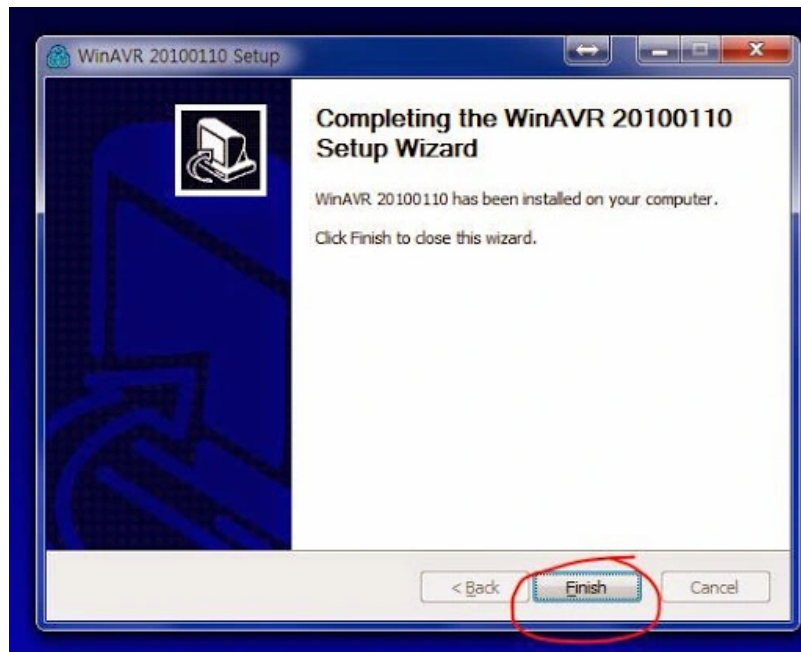 WinAVR 20100110 Setup
Completing the WinAVR 20100110
Setup Wizard
WinAVR 20100110 has been installed on your computer.
Click Finish to close this wizard.
< Back
Finish
Cancel